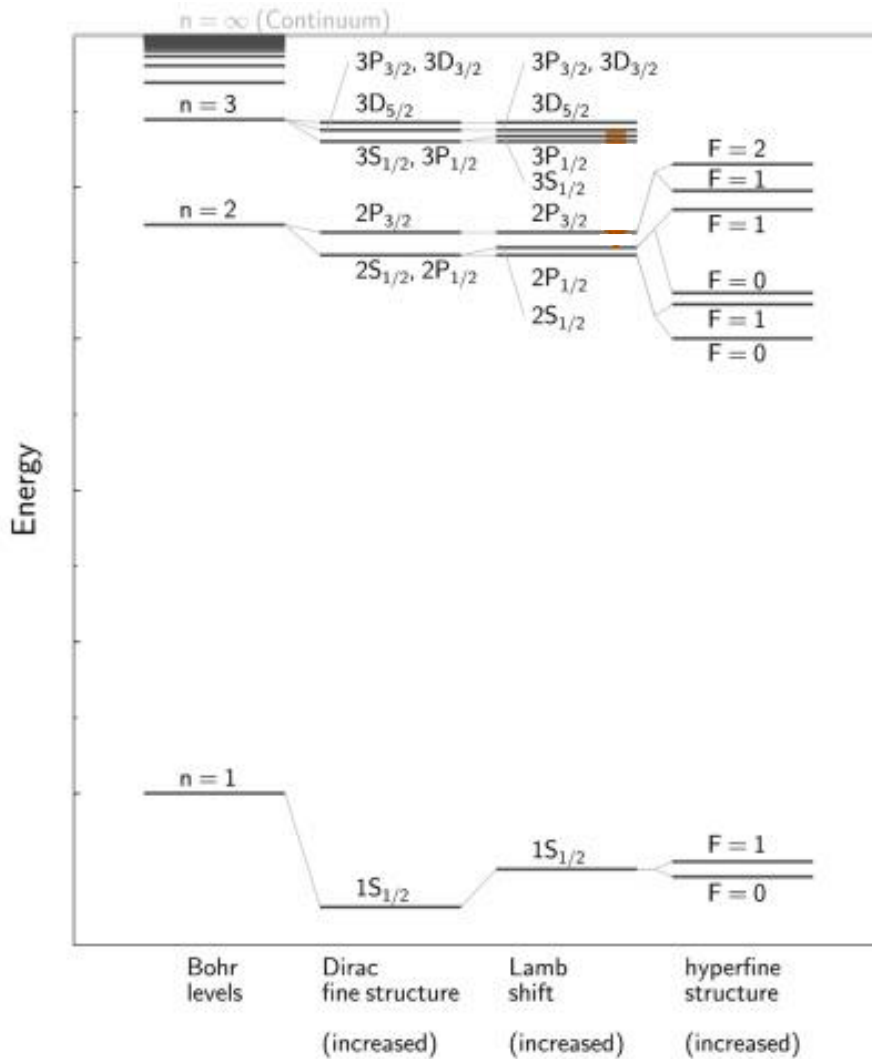 n = ∞ (Continuum)
3P3/2, 3D3/2
3P3/2, 3D3/2
n = 3
3D5/2
3D5/2
3S1/2, 3P1/2
3P1/2
F = 2
3S1/2
F = 1
n = 2
2P3/2
2P3/2
F = 1
2S1/2, 2P1/2
2P1/2
F = 0
2S1/2
F = 1
F = 0
Energy
n = 1
1S1/2
1S1/2
F = 1
F = 0
Bohr
levels
Dirac
fine structure
(increased)
Lamb
shift
(increased)
hyperfine
structure
(increased)